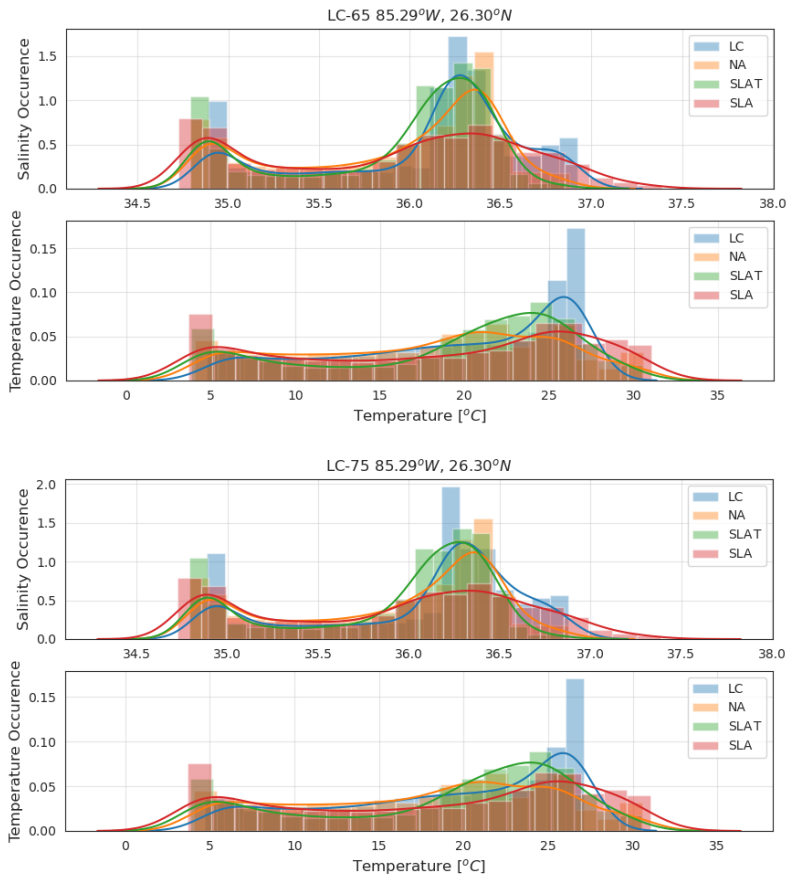 LC-65 85.29°W, 26.30°N
Salinity Occurence
1.5
1.0
0.5
0.0
LC
NA
SLAT
SLA
34.5 35.0 35.5 36.0 36.5 37.0 37.5 38.0
Temperature Occurence
0.15
0.10
0.05
0.00
LC
NA
SLAT
SLA
0 5 10 15 20 25 30 35
Temperature [°C]
LC-75 85.29°W, 26.30°N
Salinity Occurence
2.0
1.5
1.0
0.5
0.0
LC
NA
SLAT
SLA
34.5 35.0 35.5 36.0 36.5 37.0 37.5 38.0
Temperature Occurence
0.15
0.10
0.05
0.00
LC
NA
SLAT
SLA
0 5 10 15 20 25 30 35
Temperature [°C]